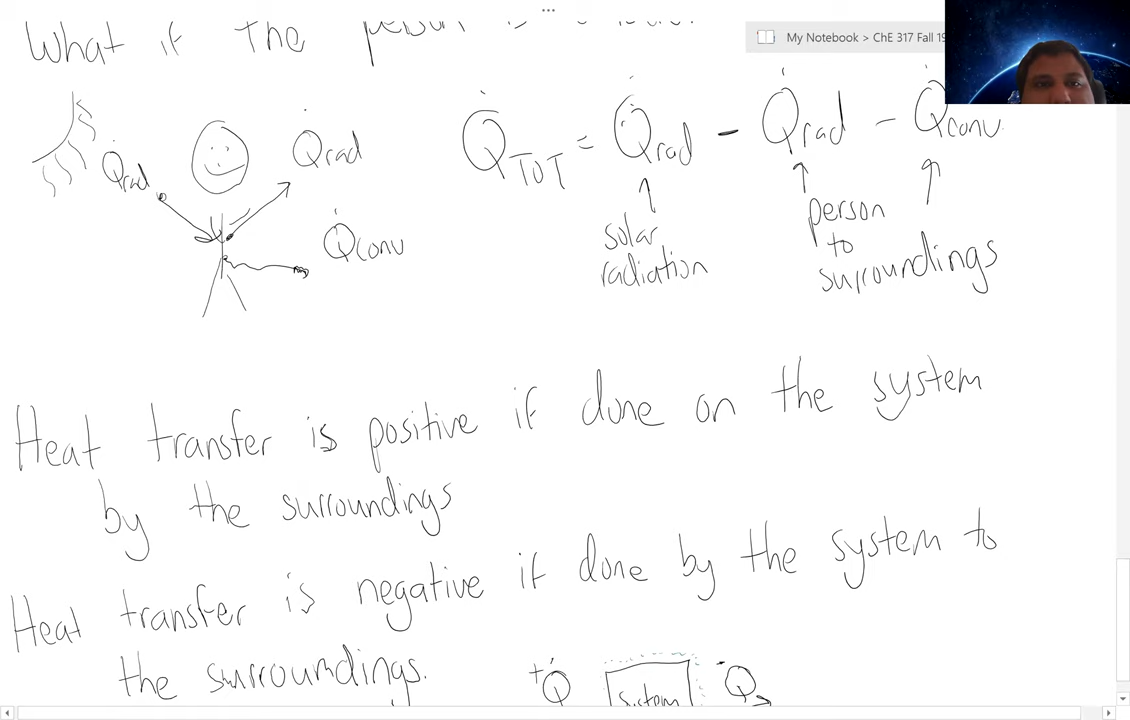 What if the person is
My Notebook > ChE 317 Fall 19
Q̇rad
Q̇rad
Q̇conv
Q̇TOT = Q̇rad - Q̇rad - Q̇conv
solar
radiation
person
to
surroundings
Heat transfer is positive if done on the system
by the surroundings
Heat transfer is negative if done by the system to
the surroundings.
+Q̇
system
-Q̇